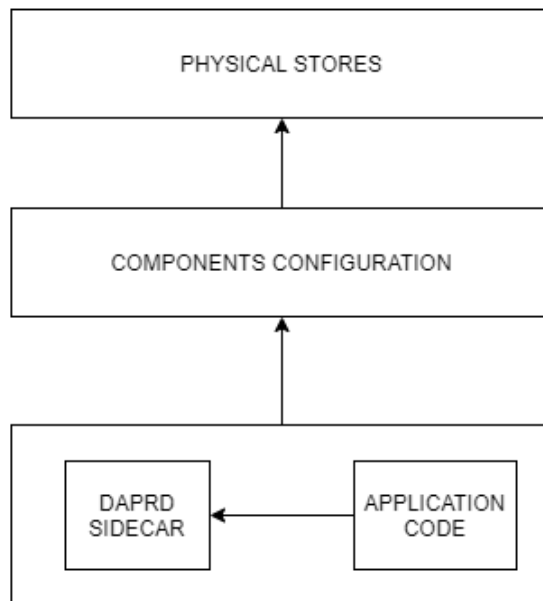 PHYSICAL STORES
COMPONENTS CONFIGURATION
DAPRD
SIDECAR
APPLICATION
CODE